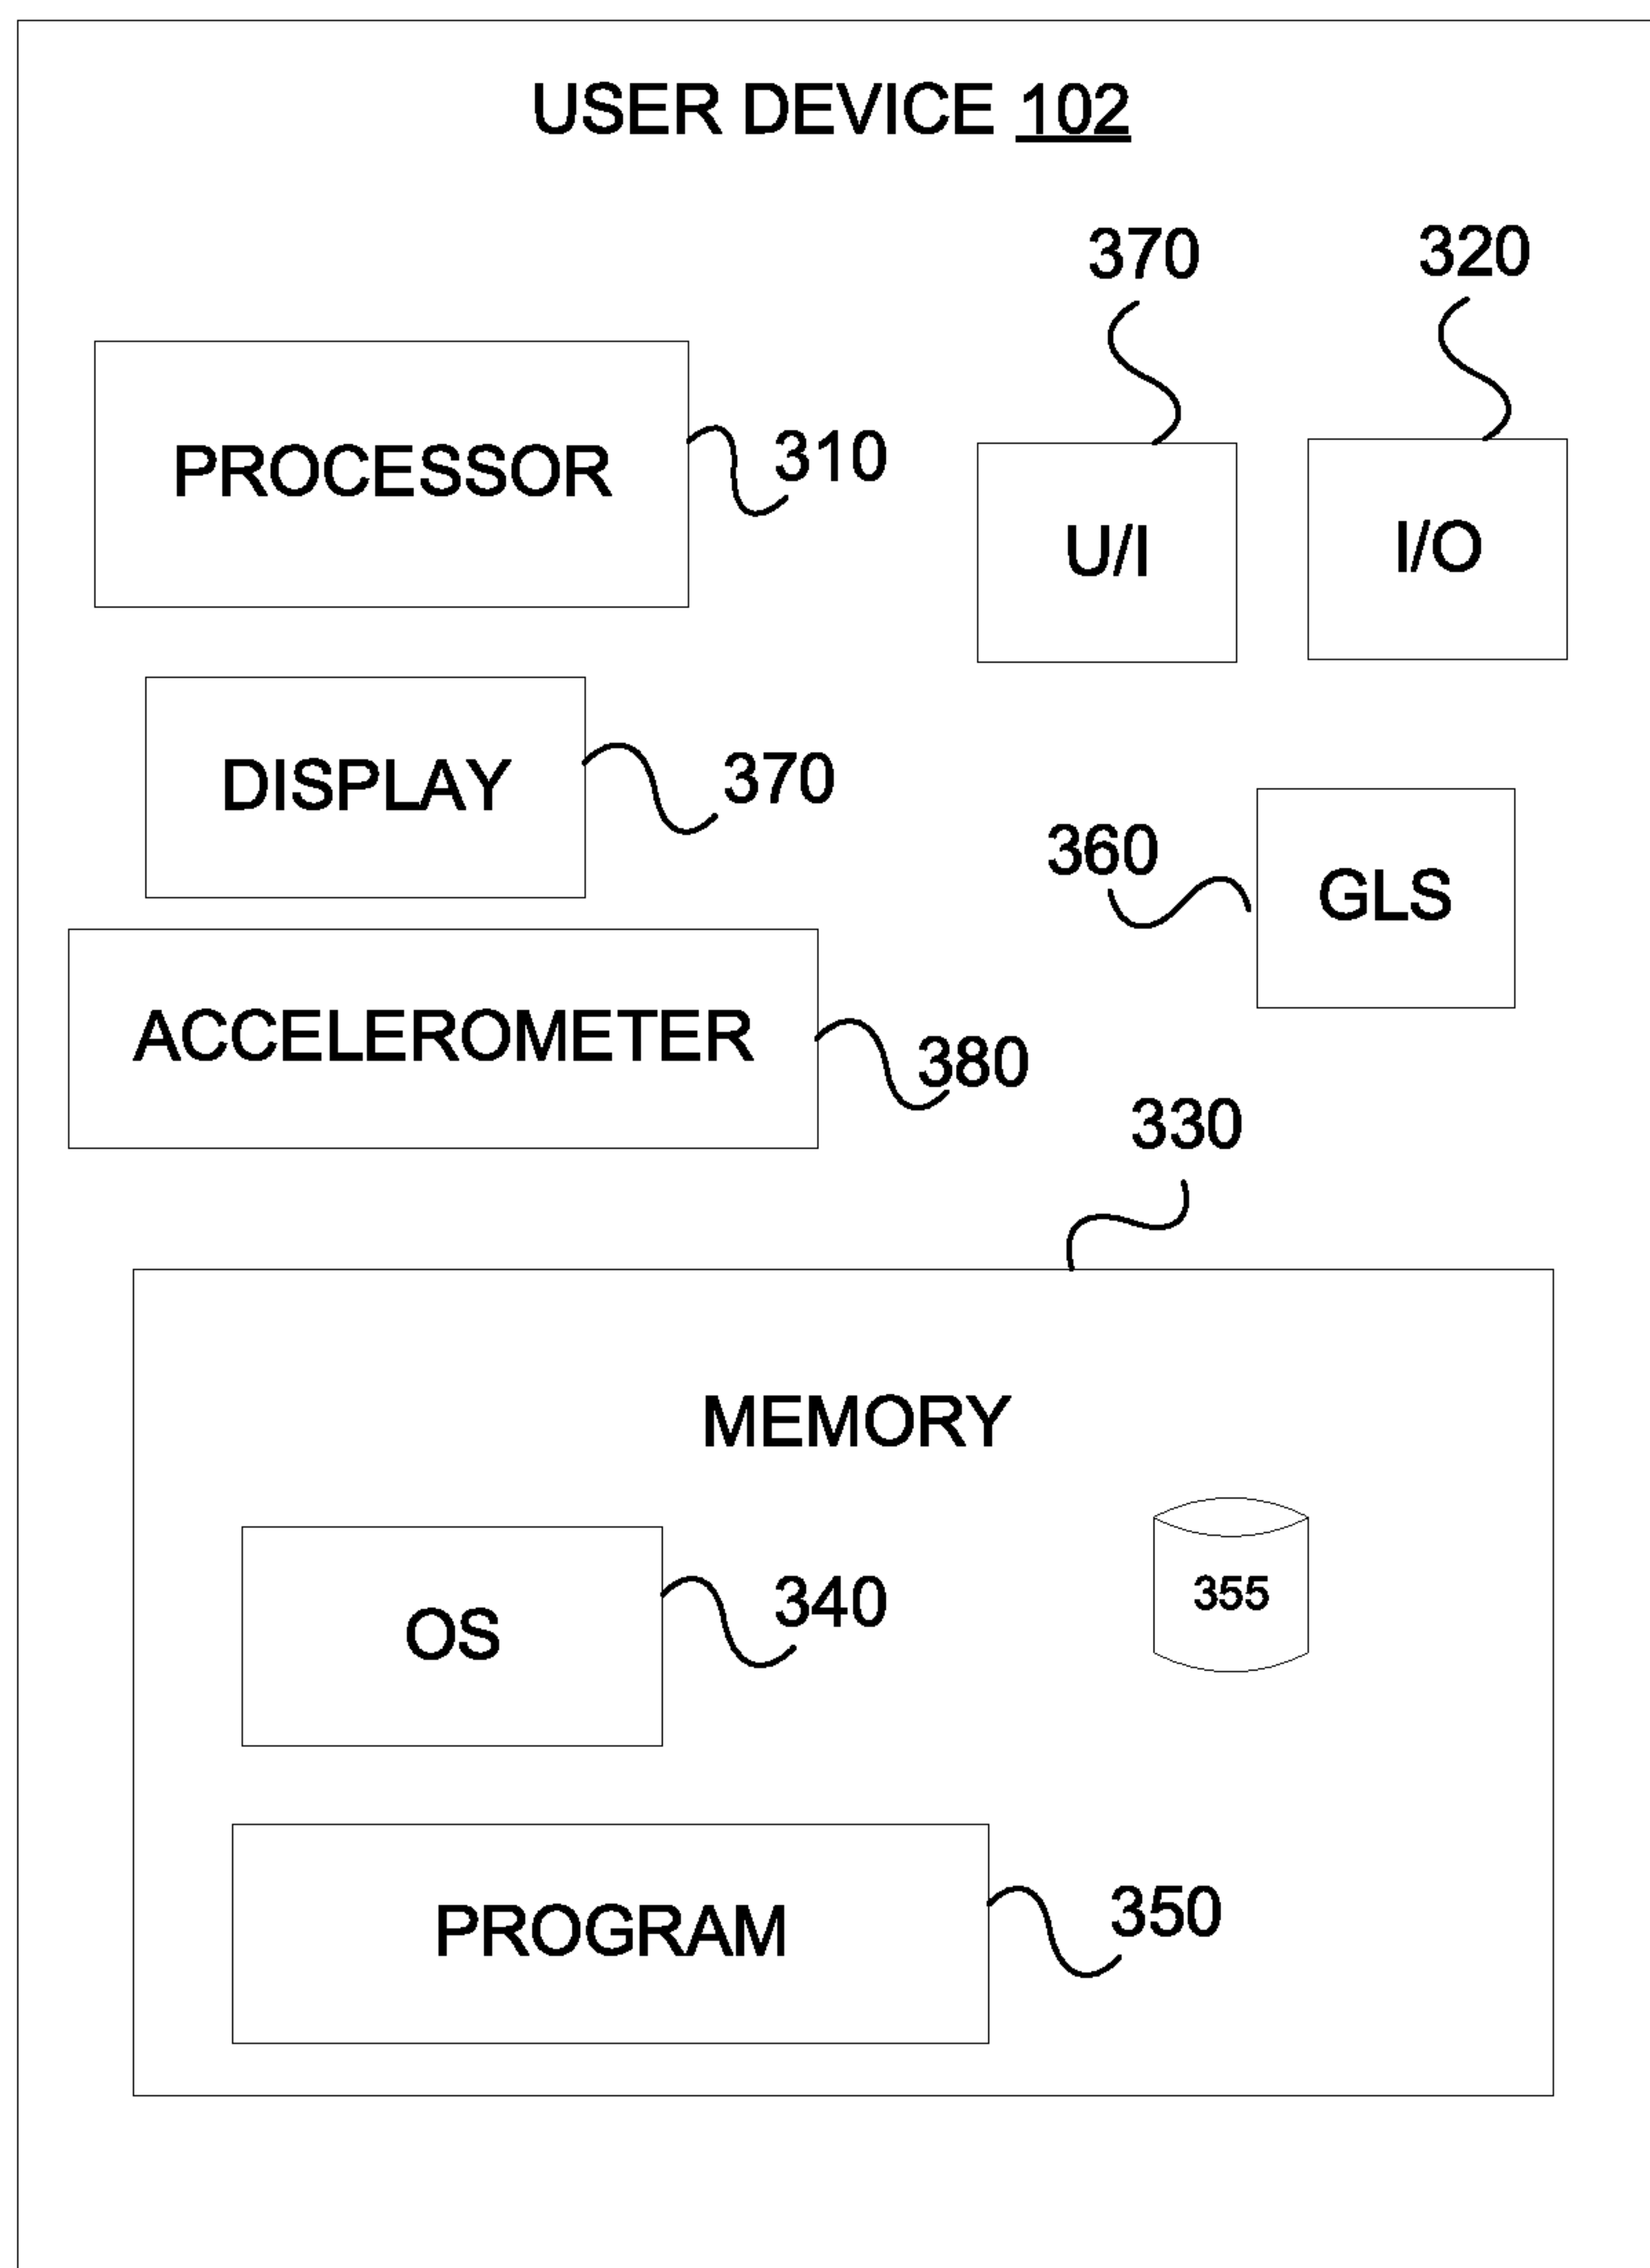 USER DEVICE 102
370
320
PROCESSOR
310
U/I
I/O
DISPLAY
370
360
GLS
ACCELEROMETER
380
330
MEMORY
OS
340
355
PROGRAM
350